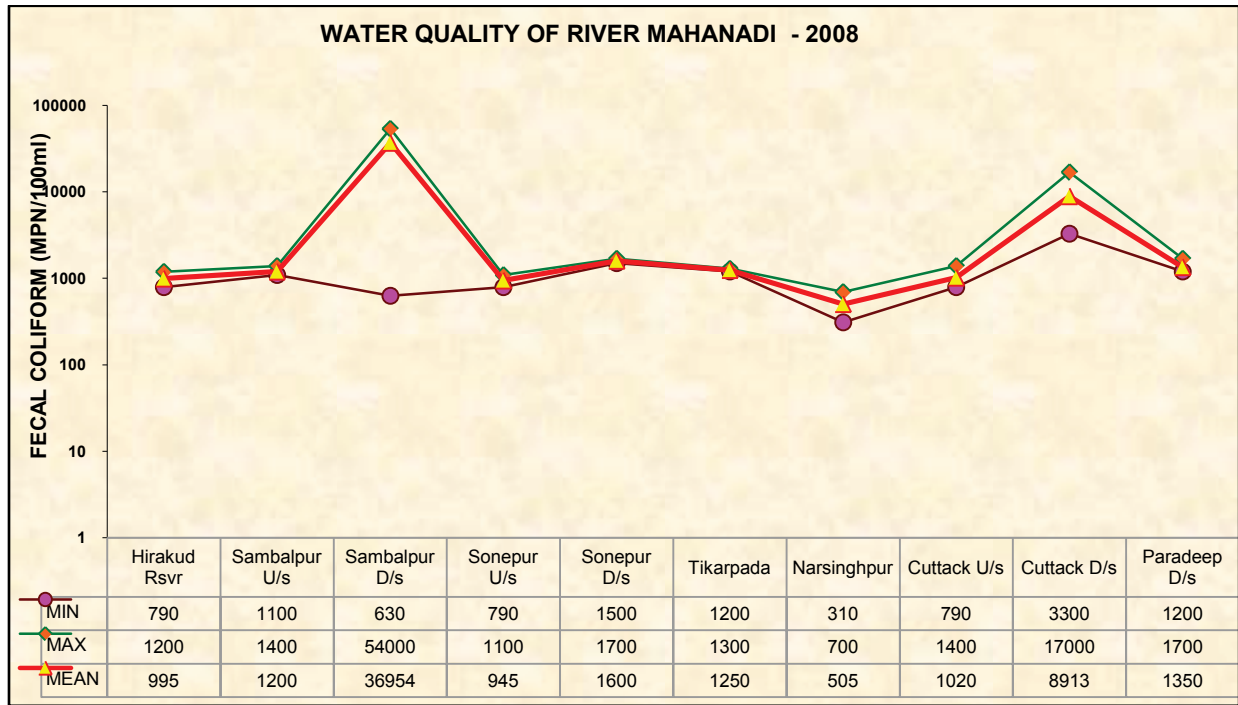 WATER QUALITY OF RIVER MAHANADI - 2008
FECAL COLIFORM (MPN/100ml)
100000
10000
1000
100
10
1
Hirakud Rsvr Sambalpur U/s Sambalpur D/s Sonepur U/s Sonepur D/s Tikarpada Narsinghpur Cuttack U/s Cuttack D/s Paradeep D/s
MIN 790 1100 630 790 1500 1200 310 790 3300 1200
MAX 1200 1400 54000 1100 1700 1300 700 1400 17000 1700
MEAN 995 1200 36954 945 1600 1250 505 1020 8913 1350